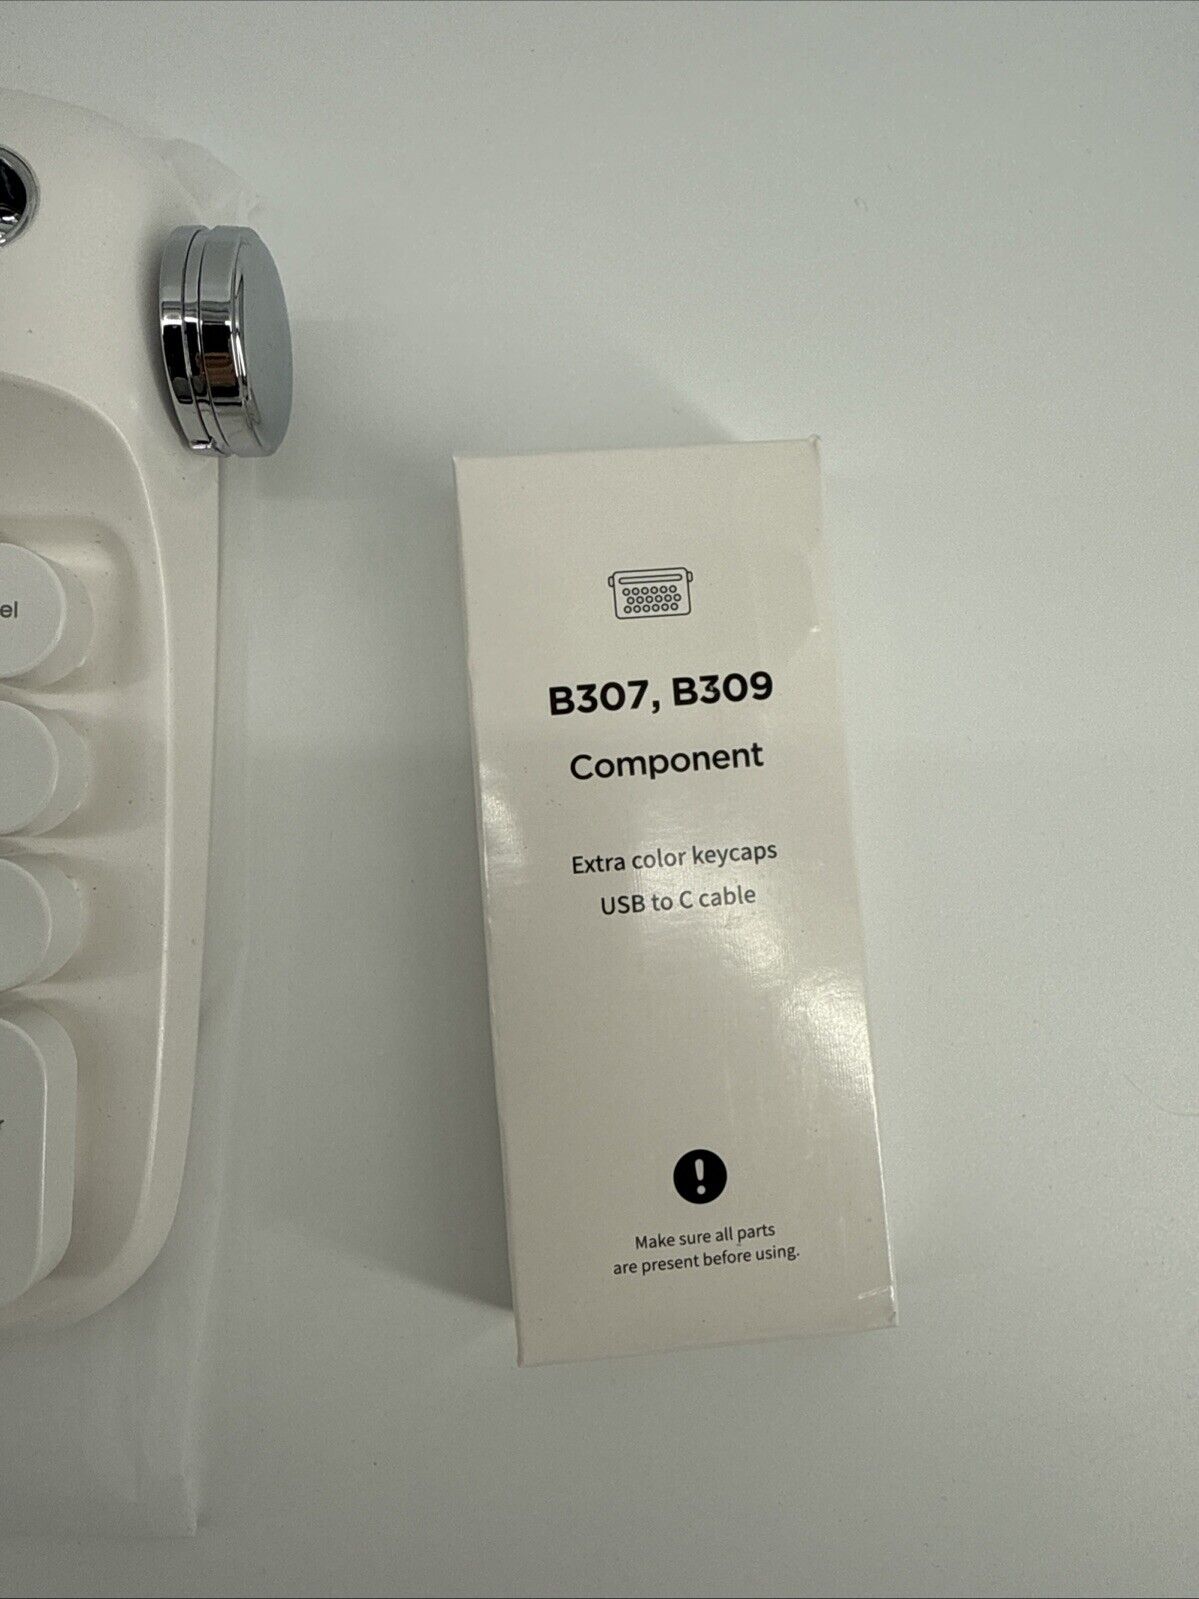 el
r
B307, B309
Component
Extra color keycaps
USB to C cable
Make sure all parts
are present before using.